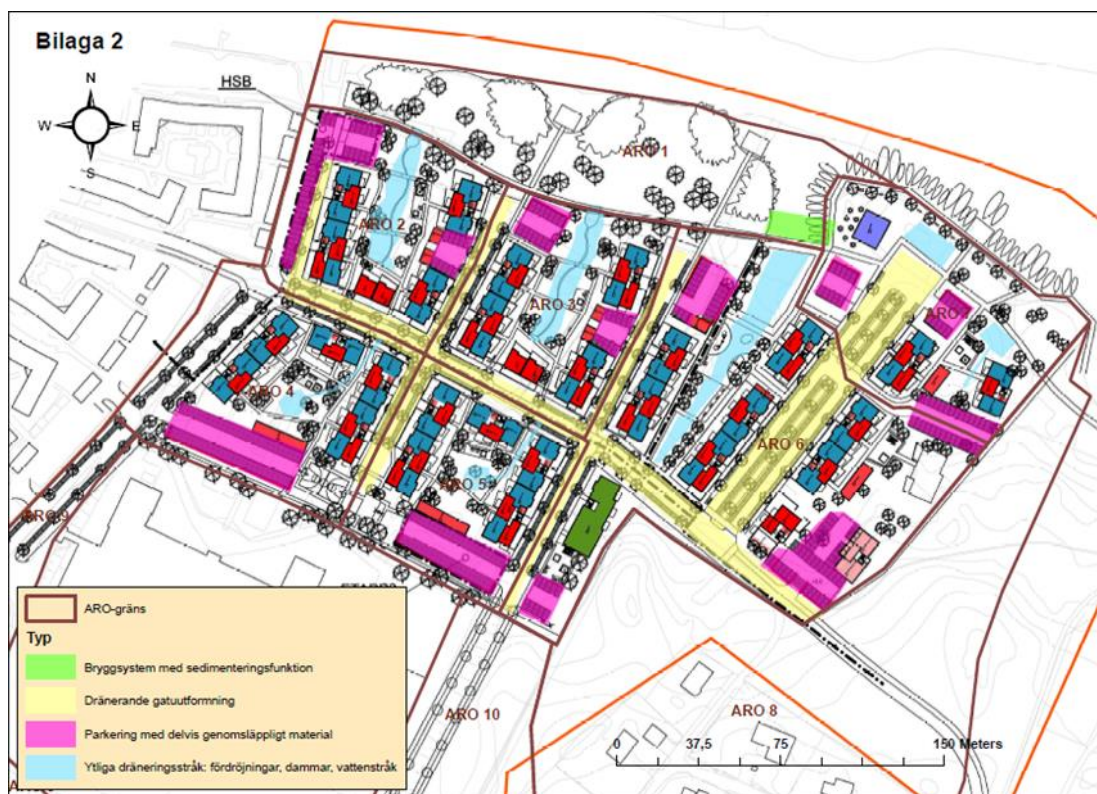 Bilaga 2
HSB
N
W E
S
ARO 1
ARO 2
ARO 3
ARO 4
ARO 5
ARO 6
ARO 9
ARO 10
ARO 8
0 37,5 75 150 Meters
ARO-gräns
Typ
Bryggsystem med sedimenteringsfunktion
Dränerande gatuutformning
Parkering med delvis genomsläppligt material
Ytliga dräneringsstråk: fördröjningar, dammar, vattenstråk